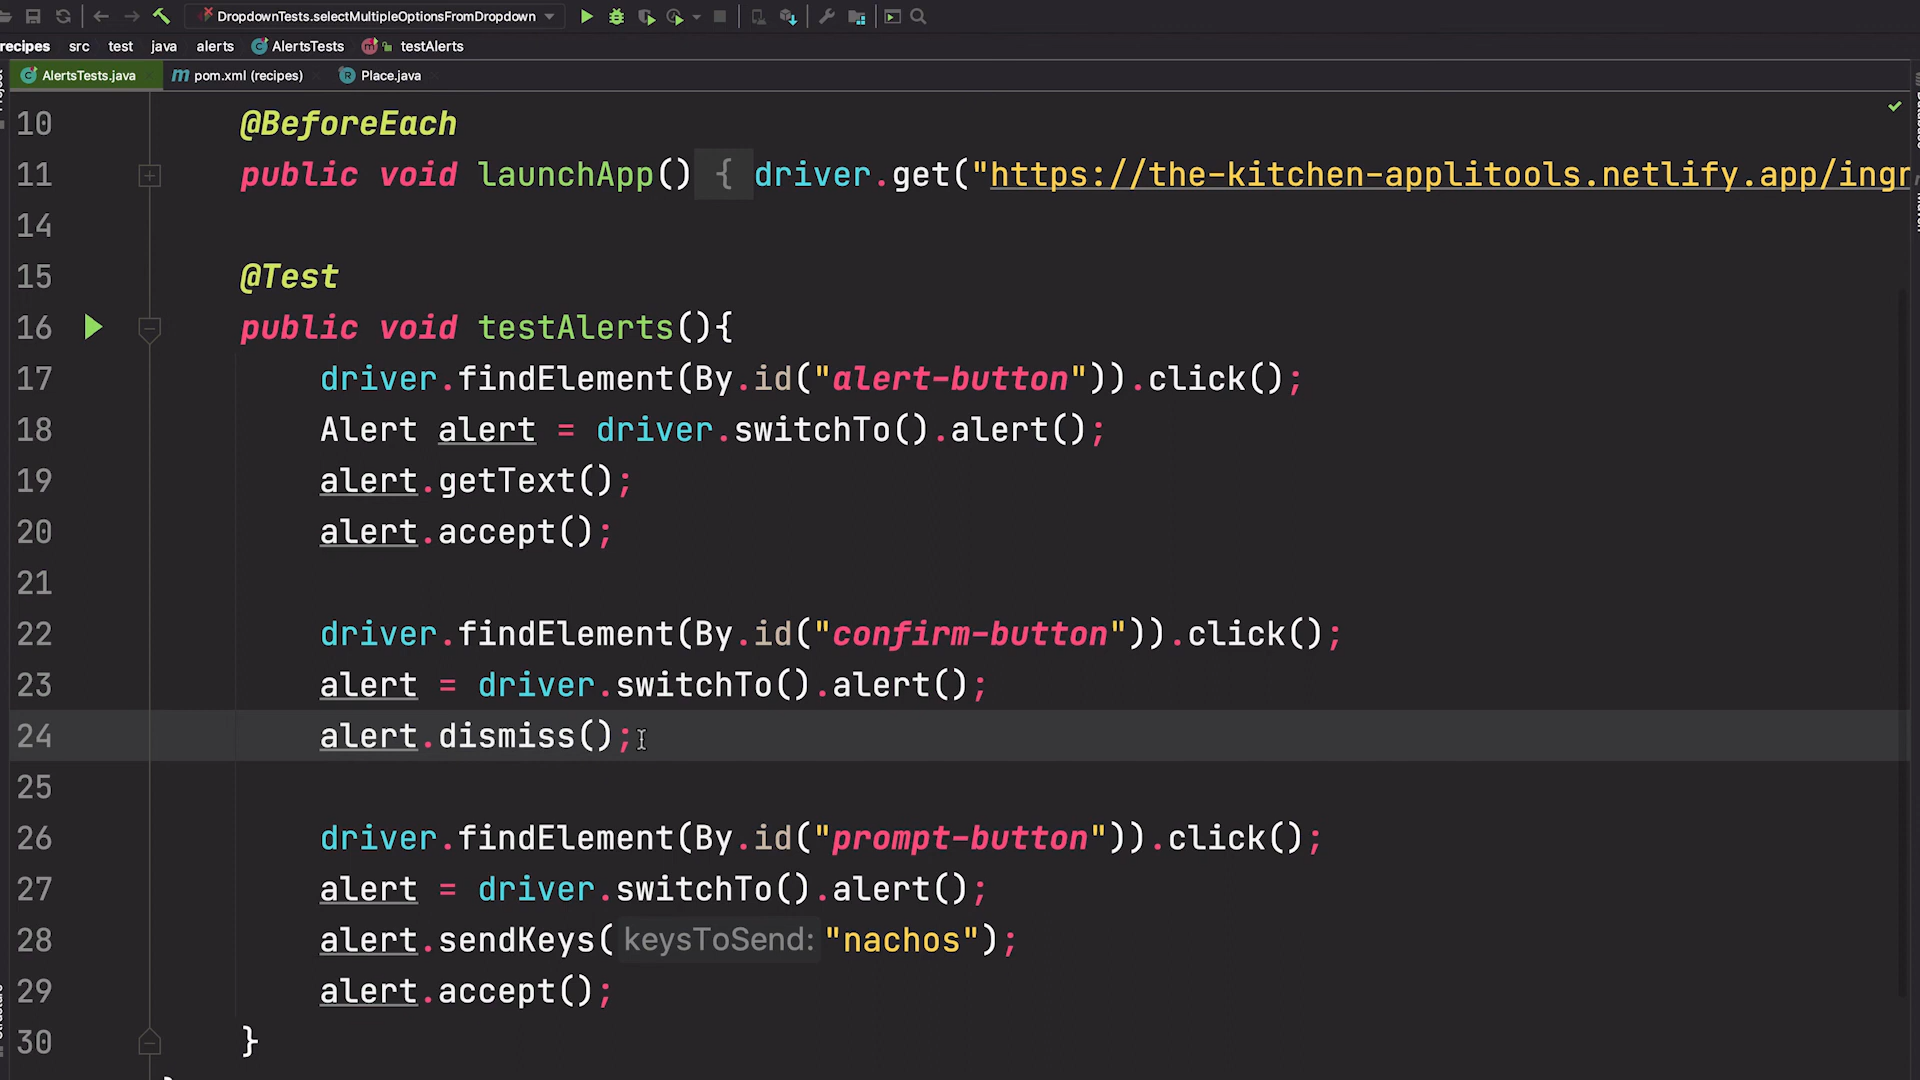 DropdownTests.selectMultipleOptionsFromDropdown
recipes src test java alerts AlertsTests testAlerts
AlertsTests.java pom.xml (recipes) Place.java
10 @BeforeEach
11 public void launchApp() { driver.get("https://the-kitchen-applitools.netlify.app/ingr
14
15 @Test
16 public void testAlerts(){
17 driver.findElement(By.id("alert-button")).click();
18 Alert alert = driver.switchTo().alert();
19 alert.getText();
20 alert.accept();
21
22 driver.findElement(By.id("confirm-button")).click();
23 alert = driver.switchTo().alert();
24 alert.dismiss();
25
26 driver.findElement(By.id("prompt-button")).click();
27 alert = driver.switchTo().alert();
28 alert.sendKeys( keysToSend: "nachos");
29 alert.accept();
30 }